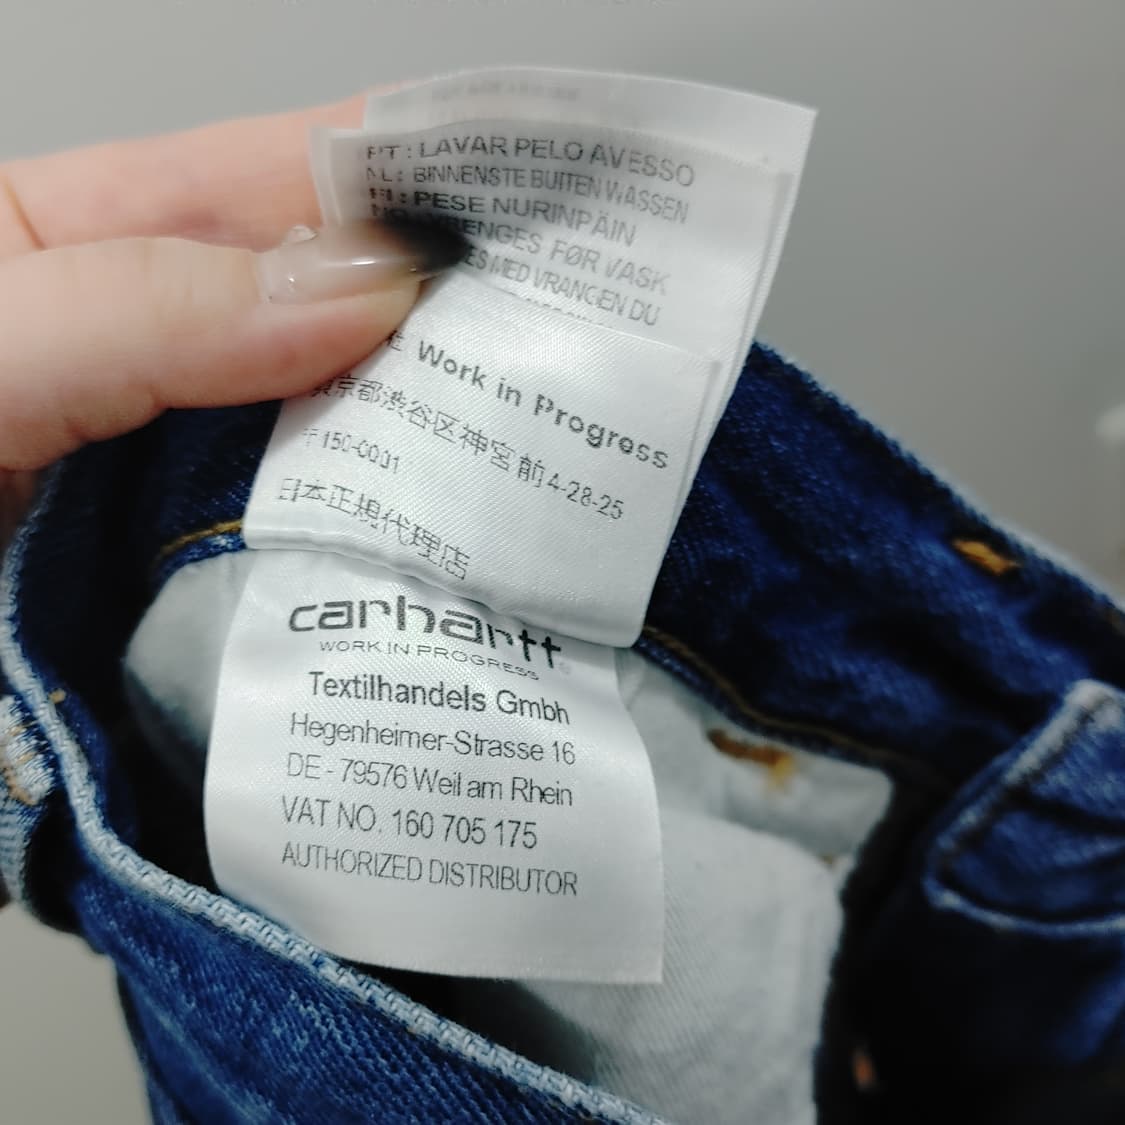 PT : LAVAR PELO AVESSO
NL : BINNENSTE BUITEN WASSEN
FI : PESE NURINPÄIN
VRENGES FØR VASK
MED VRANGEN DU
Work in Progress
東京都渋谷区神宮前4-28-25
〒150-0001
日本正規代理店
carhartt
WORK IN PROGRESS
Textilhandels Gmbh
Hegenheimer-Strasse 16
DE - 79576 Weil am Rhein
VAT NO. 160 705 175
AUTHORIZED DISTRIBUTOR